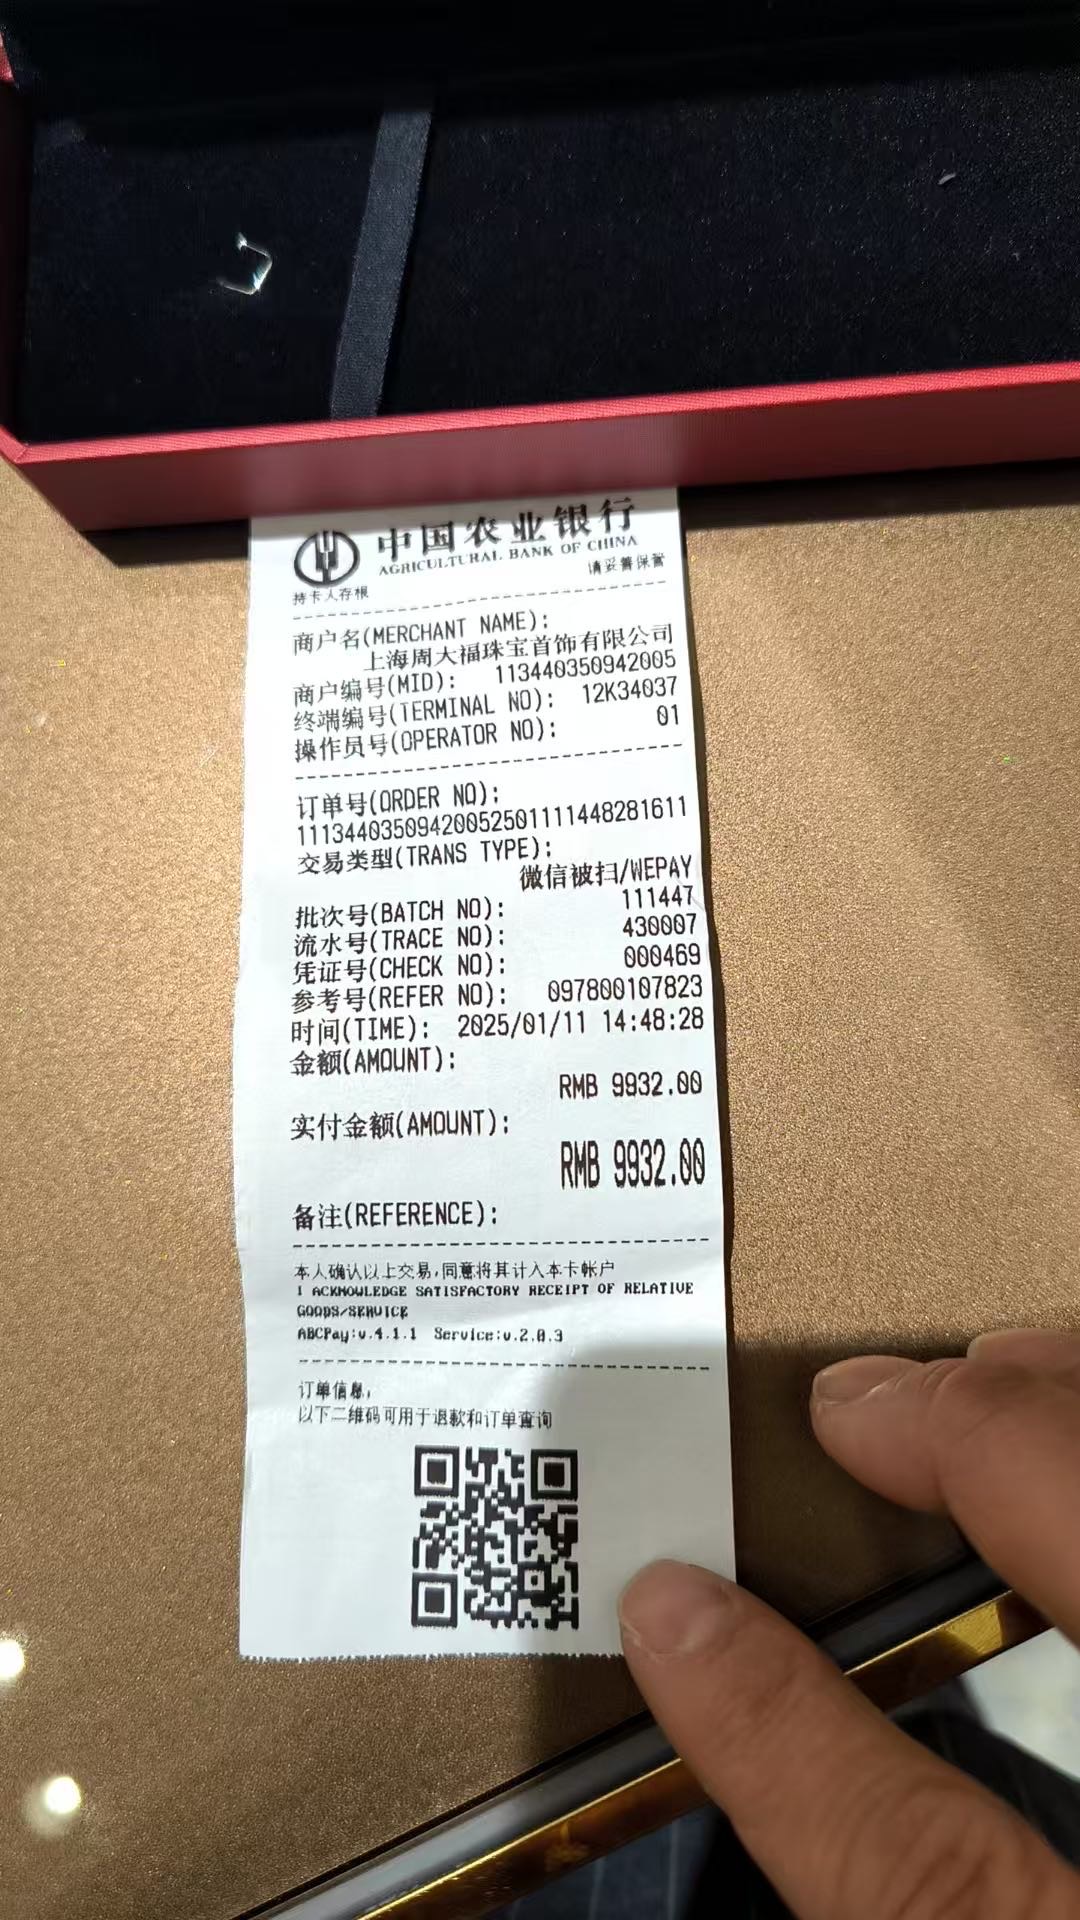 中国农业银行
AGRICULTURAL BANK OF CHINA
持卡人存根 请妥善保管
商户名(MERCHANT NAME):
上海周大福珠宝首饰有限公司
商户编号(MID): 113440350942005
终端编号(TERMINAL NO): 12K34037
操作员号(OPERATOR NO): 01
订单号(ORDER NO):
11134403509420052501111448281611
交易类型(TRANS TYPE):
微信被扫/WEPAY
批次号(BATCH NO): 111447
流水号(TRACE NO): 430007
凭证号(CHECK NO): 000469
参考号(REFER NO): 097800107823
时间(TIME): 2025/01/11 14:48:28
金额(AMOUNT):
RMB 9932.00
实付金额(AMOUNT):
RMB 9932.00
备注(REFERENCE):
本人确认以上交易,同意将其计入本卡帐户
I ACKNOWLEDGE SATISFACTORY RECEIPT OF RELATIVE
GOODS/SERVICE
ABCPay:v.4.1.1 Service:v.2.0.3
订单信息,
以下二维码可用于退款和订单查询